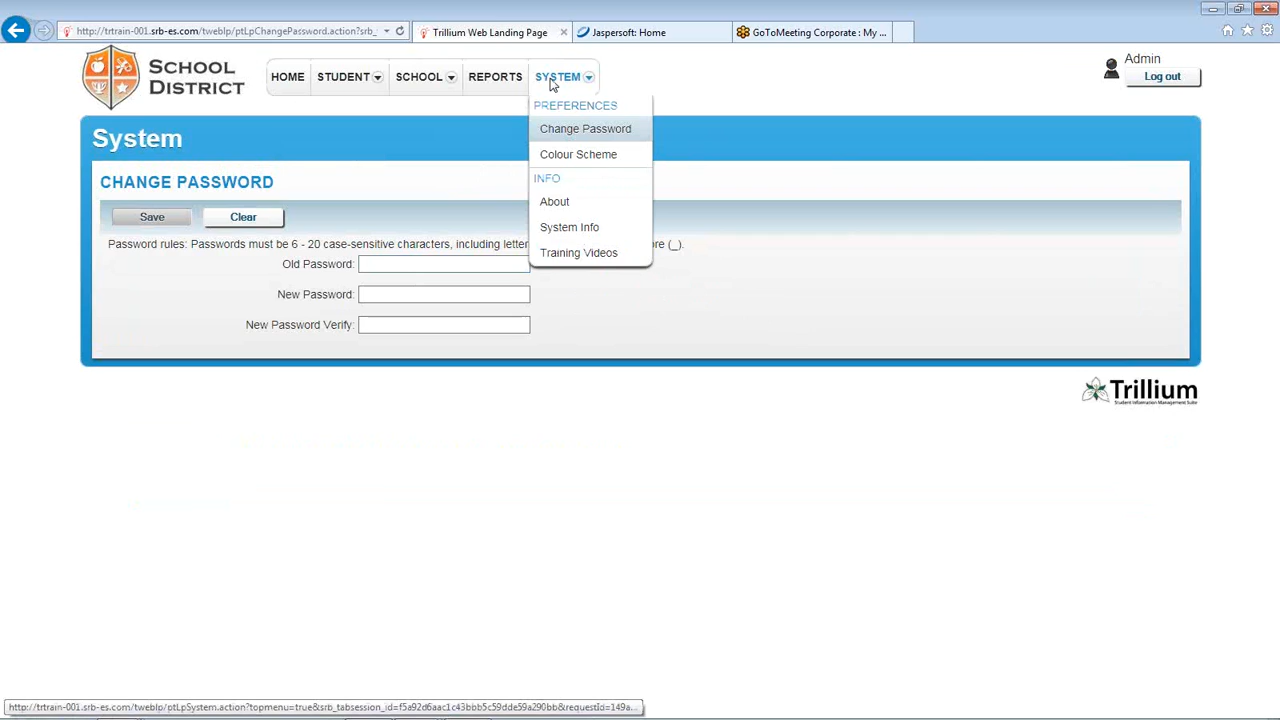 http://trtrain-001.srb-es.com/tweblp/ptLpChangePassword.action?srb_
Trillium Web Landing Page
Jaspersoft: Home
GoToMeeting Corporate : My ...
SCHOOL DISTRICT
HOME
STUDENT
SCHOOL
REPORTS
SYSTEM
Admin
Log out
PREFERENCES
Change Password
Colour Scheme
INFO
About
System Info
Training Videos
System
CHANGE PASSWORD
Save
Clear
Password rules: Passwords must be 6 - 20 case-sensitive characters, including letter
re (_).
Old Password:
New Password:
New Password Verify:
Trillium
Student Information Management Suite
http://trtrain-001.srb-es.com/tweblp/ptLpSystem.action?topmenu=true&srb_tabsession_id=f5a92d6aac1c43bbb5c59dde59a290bb&requestId=149a...